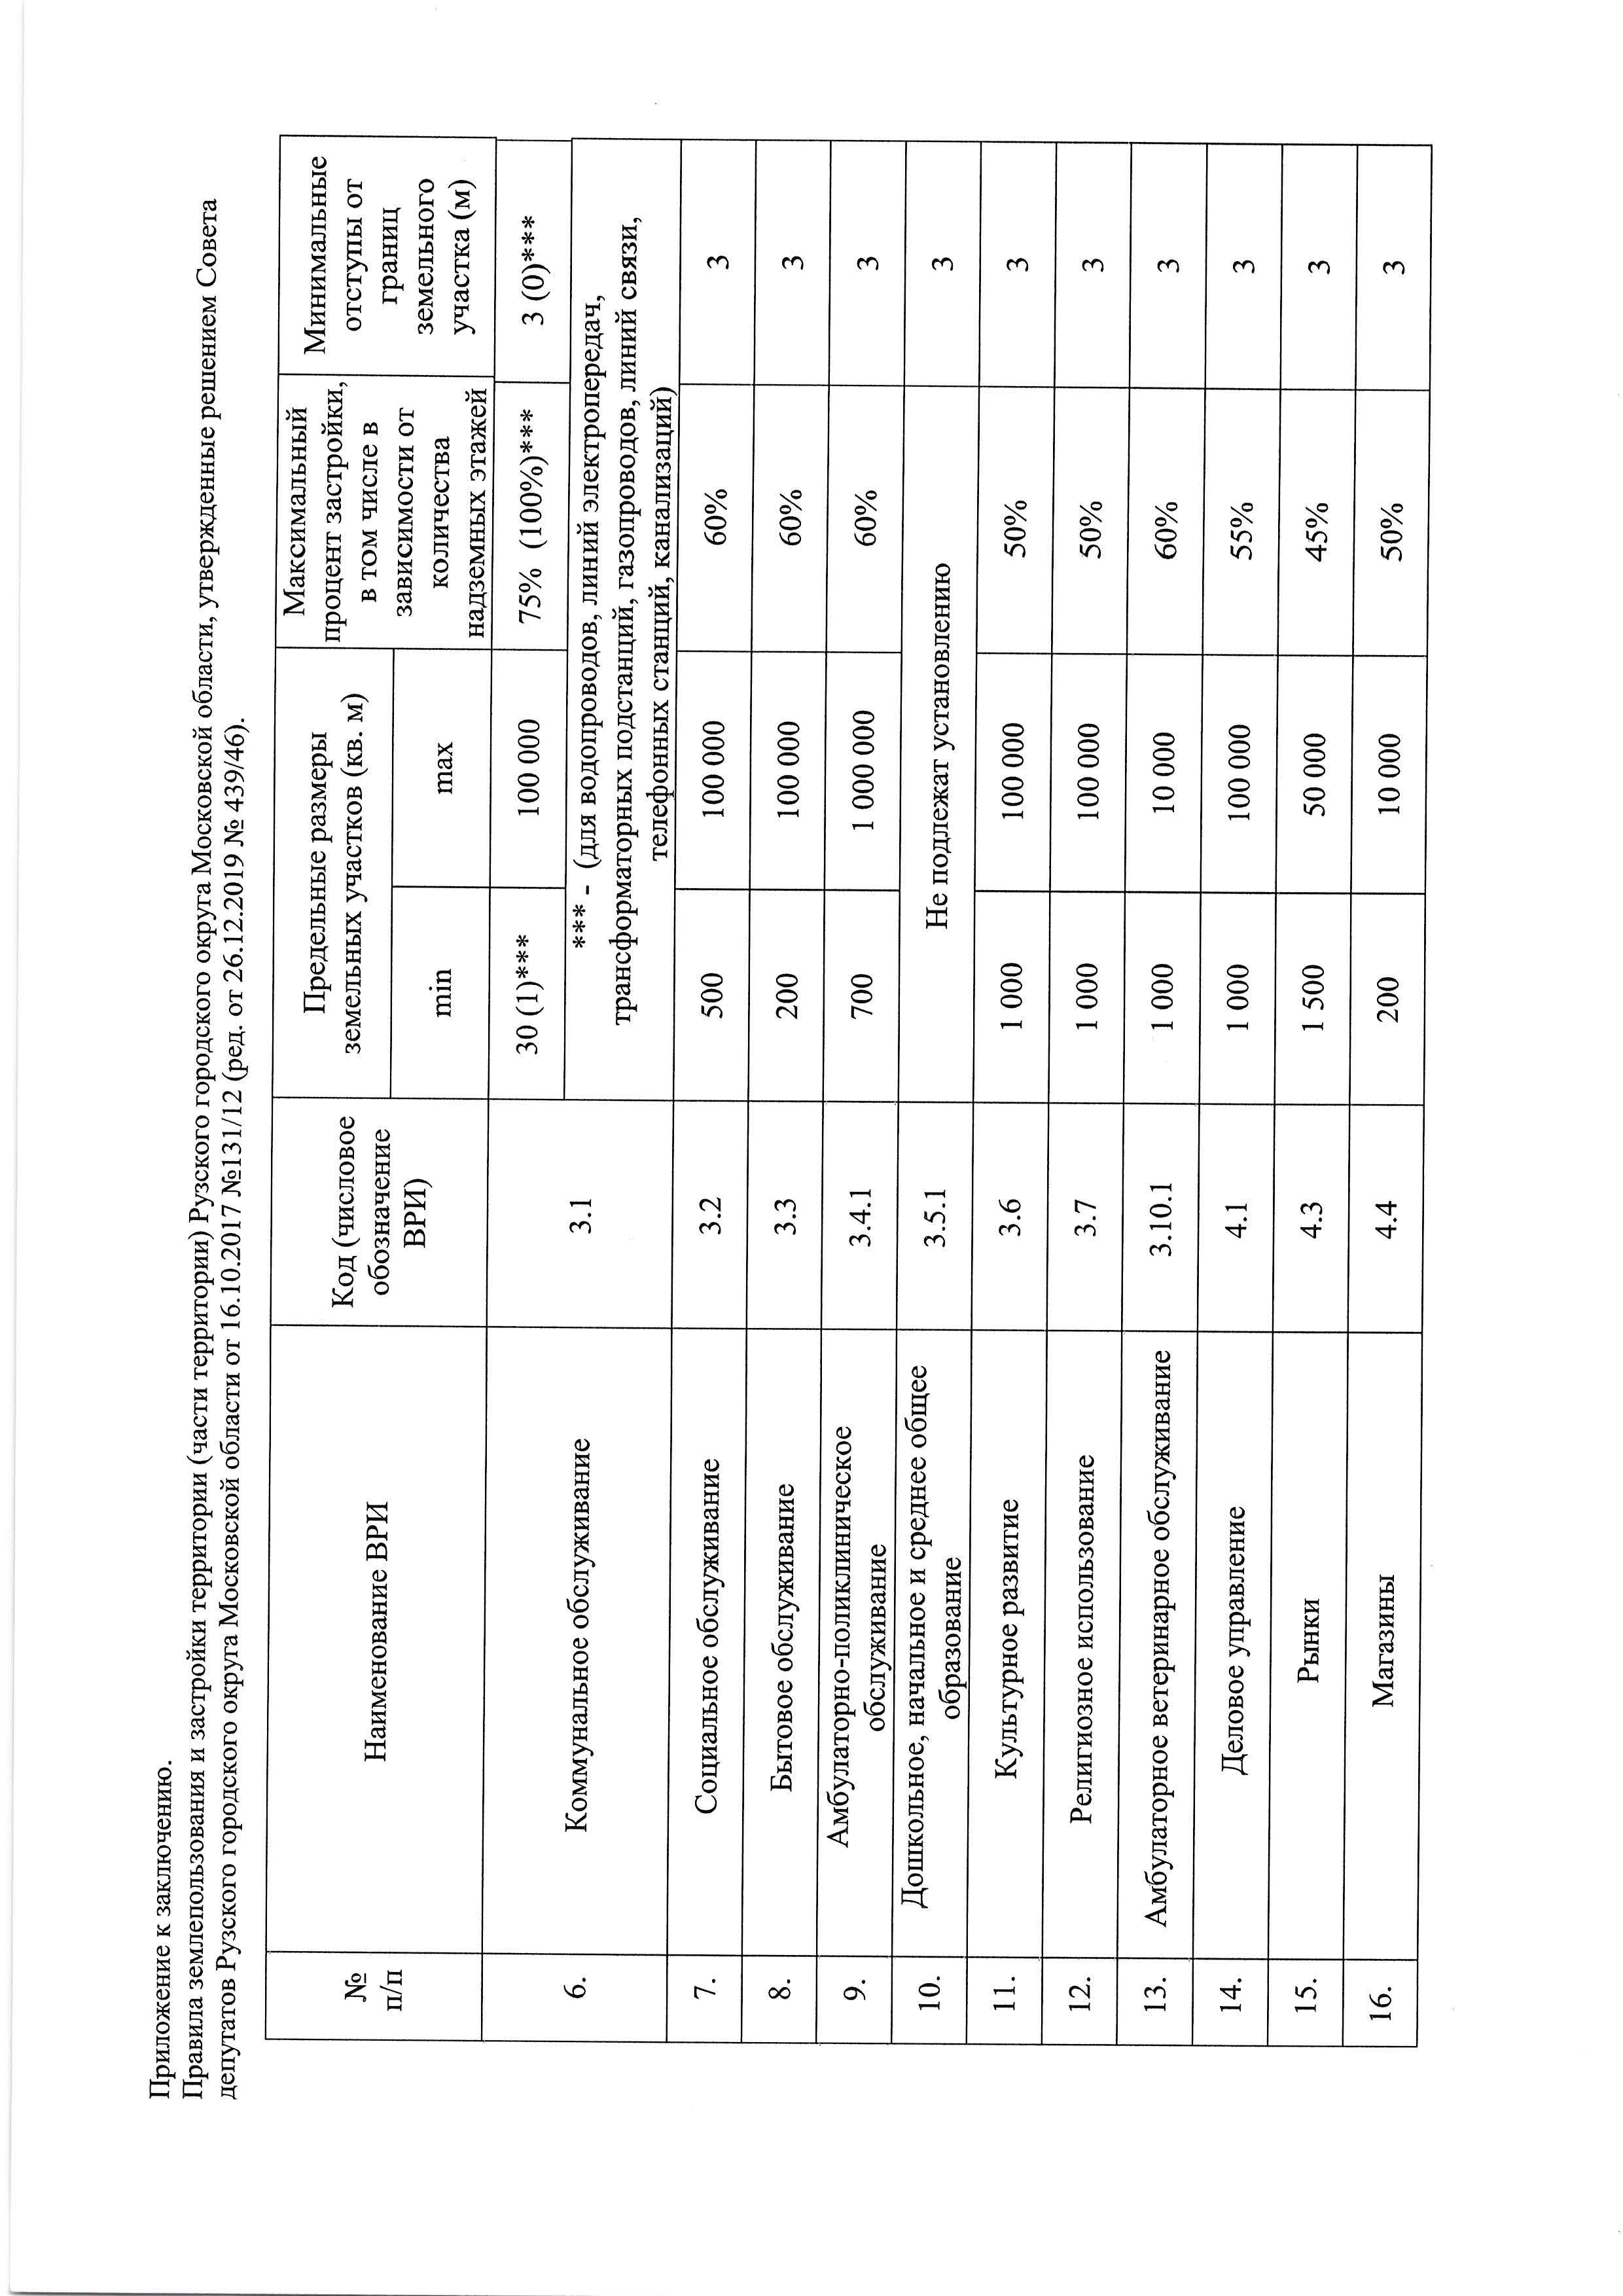 Приложение к заключению.
Правила землепользования и застройки территории (части территории) Рузского городского округа Московской области, утвержденные решением Совета
депутатов Рузского городского округа Московской области от 16.10.2017 №131/12 (ред. от 26.12.2019 № 439/46).
№
п/п
Наименование ВРИ
Код (числовое
обозначение
ВРИ)
Предельные размеры
земельных участков (кв. м)
min
max
Максимальный
процент застройки,
в том числе в
зависимости от
количества
надземных этажей
Минимальные
отступы от
границ
земельного
участка (м)
6. Коммунальное обслуживание 3.1 30 (1)*** 100 000 75% (100%)*** 3 (0)***
*** - (для водопроводов, линий электропередач,
трансформаторных подстанций, газопроводов, линий связи,
телефонных станций, канализаций)
7. Социальное обслуживание 3.2 500 100 000 60% 3
8. Бытовое обслуживание 3.3 200 100 000 60% 3
9. Амбулаторно-поликлиническое
обслуживание 3.4.1 700 1 000 000 60% 3
10. Дошкольное, начальное и среднее общее
образование 3.5.1 Не подлежат установлению 3
11. Культурное развитие 3.6 1 000 100 000 50% 3
12. Религиозное использование 3.7 1 000 100 000 50% 3
13. Амбулаторное ветеринарное обслуживание 3.10.1 1 000 10 000 60% 3
14. Деловое управление 4.1 1 000 100 000 55% 3
15. Рынки 4.3 1 500 50 000 45% 3
16. Магазины 4.4 200 10 000 50% 3